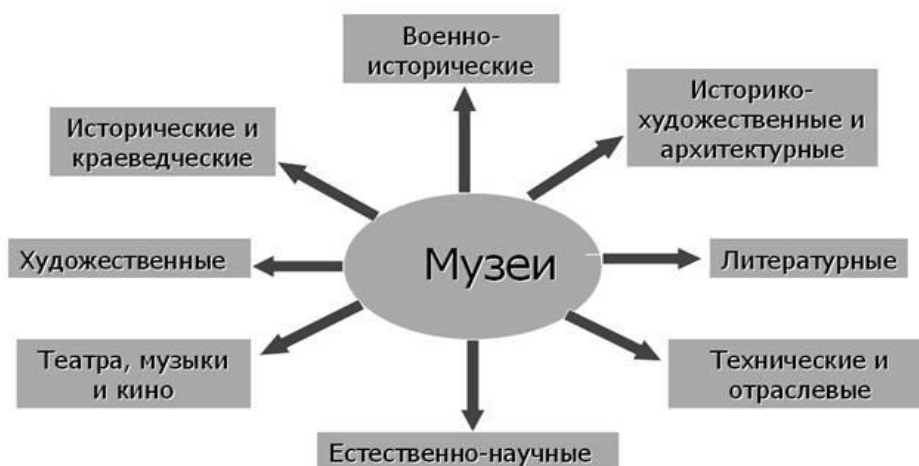 Военно-
исторические
Историко-
художественные и
архитектурные
Исторические и
краеведческие
Музеи
Художественные
Литературные
Театра, музыки
и кино
Технические и
отраслевые
Естественно-научные